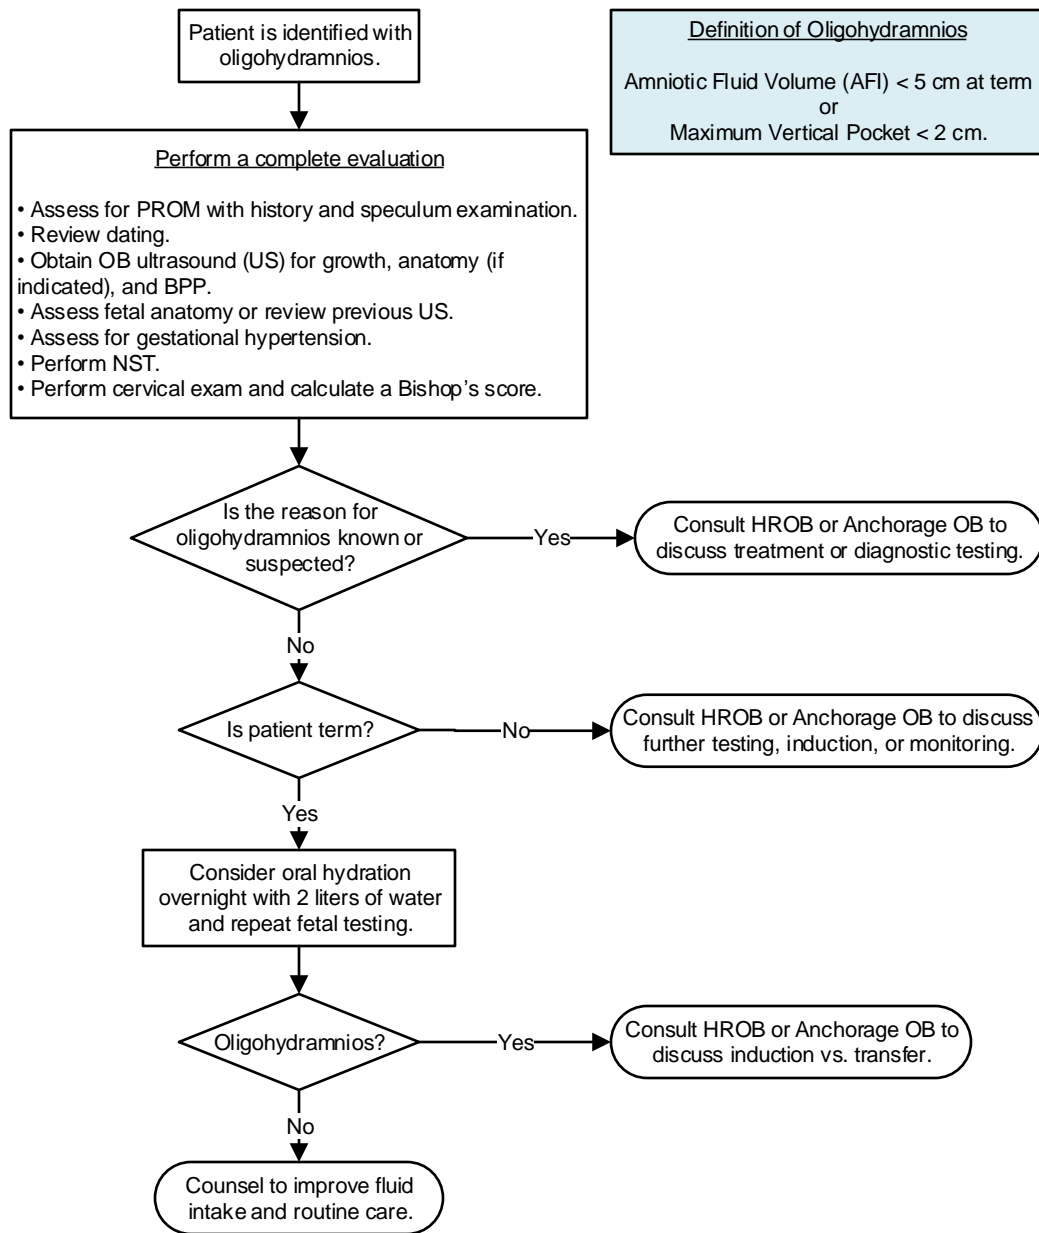 Patient is identified with
oligohydramnios.
Definition of Oligohydramnios
Amniotic Fluid Volume (AFI) < 5 cm at term
or
Maximum Vertical Pocket < 2 cm.
Perform a complete evaluation
• Assess for PROM with history and speculum examination.
• Review dating.
• Obtain OB ultrasound (US) for growth, anatomy (if
indicated), and BPP.
• Assess fetal anatomy or review previous US.
• Assess for gestational hypertension.
• Perform NST.
• Perform cervical exam and calculate a Bishop’s score.
Is the reason for
oligohydramnios known or
suspected?
Yes
Consult HROB or Anchorage OB to
discuss treatment or diagnostic testing.
No
Is patient term?
No
Consult HROB or Anchorage OB to discuss
further testing, induction, or monitoring.
Yes
Consider oral hydration
overnight with 2 liters of water
and repeat fetal testing.
Oligohydramnios?
Yes
Consult HROB or Anchorage OB to
discuss induction vs. transfer.
No
Counsel to improve fluid
intake and routine care.